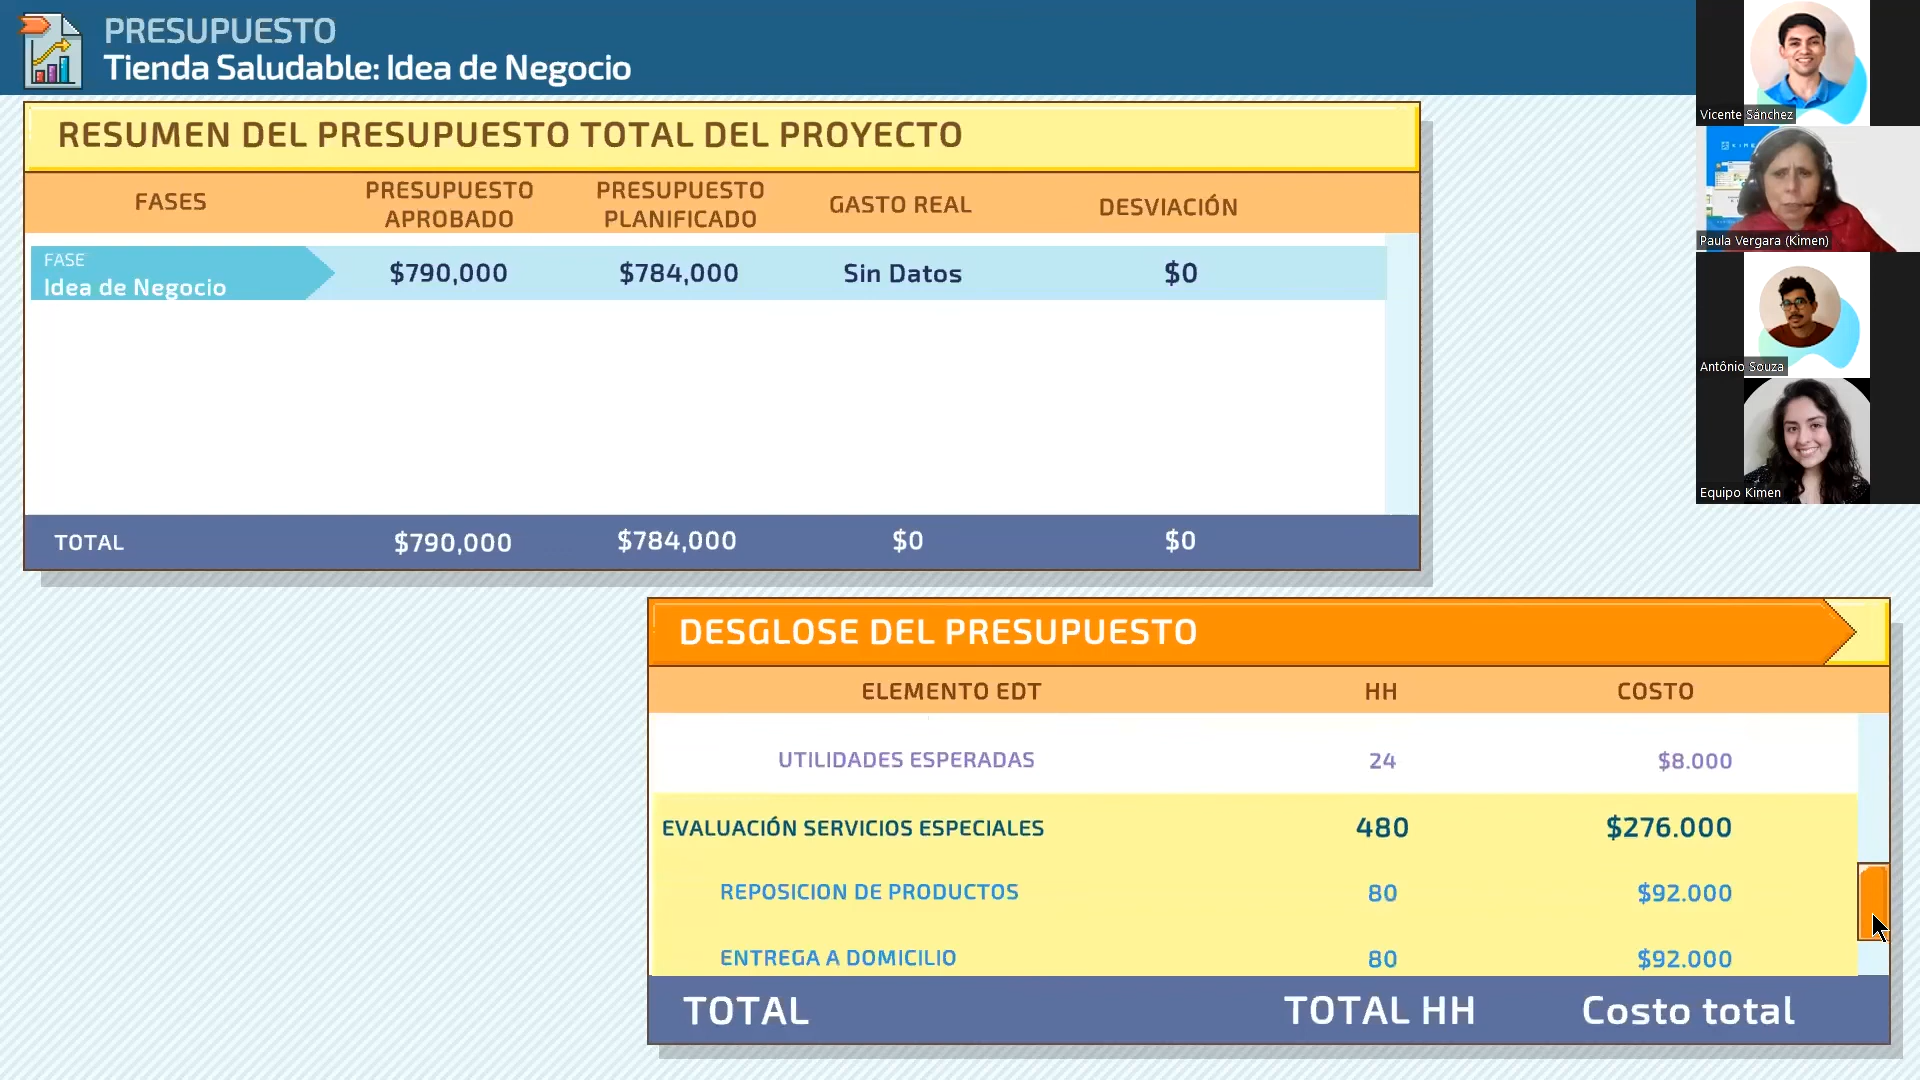 PRESUPUESTO
Tienda Saludable: Idea de Negocio
RESUMEN DEL PRESUPUESTO TOTAL DEL PROYECTO
FASES
PRESUPUESTO
APROBADO
PRESUPUESTO
PLANIFICADO
GASTO REAL
DESVIACIÓN
FASE
Idea de Negocio
$790,000
$784,000
Sin Datos
$0
TOTAL
$790,000
$784,000
$0
$0
DESGLOSE DEL PRESUPUESTO
ELEMENTO EDT
HH
COSTO
UTILIDADES ESPERADAS
24
$8.000
EVALUACIÓN SERVICIOS ESPECIALES
480
$276.000
REPOSICION DE PRODUCTOS
80
$92.000
ENTREGA A DOMICILIO
80
$92.000
TOTAL
TOTAL HH
Costo total
Vicente Sánchez
Paula Vergara (Kimen)
Antônio Souza
Equipo Kimen